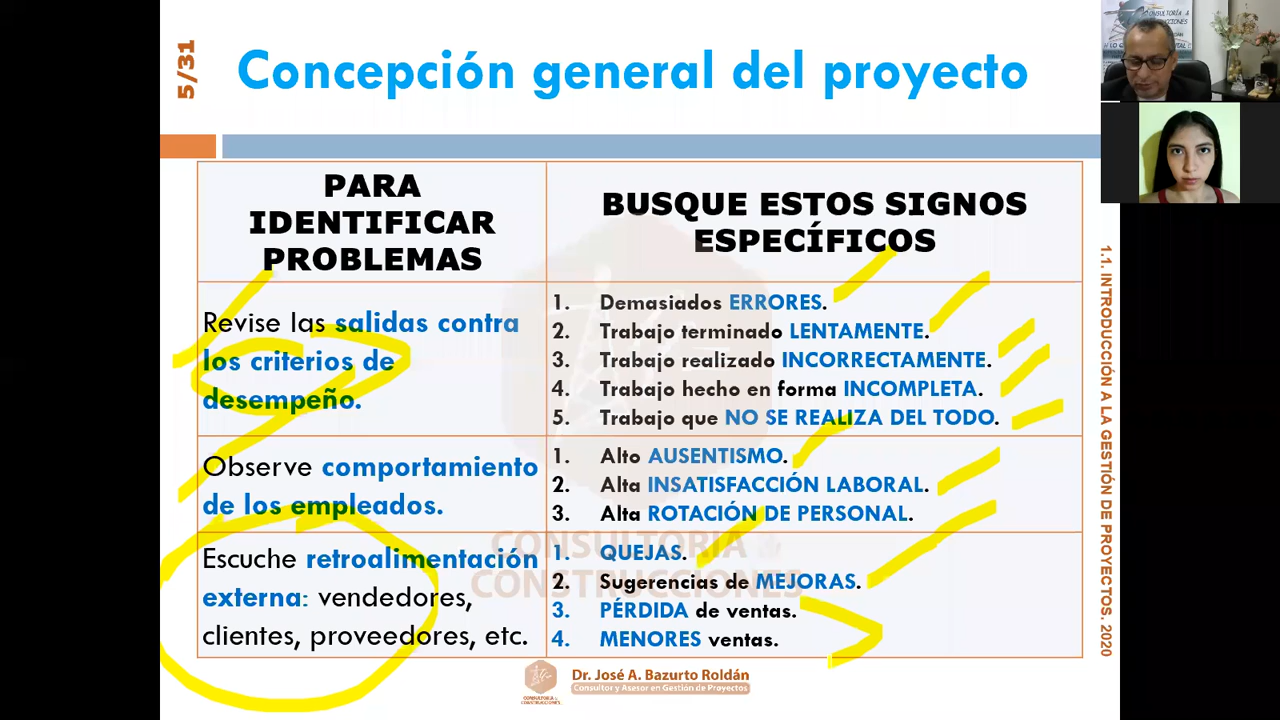 5/31
Concepción general del proyecto
PARA
IDENTIFICAR
PROBLEMAS
BUSQUE ESTOS SIGNOS
ESPECÍFICOS
Revise las salidas contra
los criterios de
desempeño.
1. Demasiados ERRORES.
2. Trabajo terminado LENTAMENTE.
3. Trabajo realizado INCORRECTAMENTE.
4. Trabajo hecho en forma INCOMPLETA.
5. Trabajo que NO SE REALIZA DEL TODO.
Observe comportamiento
de los empleados.
1. Alto AUSENTISMO.
2. Alta INSATISFACCIÓN LABORAL.
3. Alta ROTACIÓN DE PERSONAL.
Escuche retroalimentación
externa: vendedores,
clientes, proveedores, etc.
1. QUEJAS.
2. Sugerencias de MEJORAS.
3. PÉRDIDA de ventas.
4. MENORES ventas.
CONSULTORÍA &
CONSTRUCCIONES
Dr. José A. Bazurto Roldán
Consultor y Asesor en Gestión de Proyectos
CONSULTORÍA &
CONSTRUCCIONES
1.1. INTRODUCCIÓN A LA GESTIÓN DE PROYECTOS. 2020